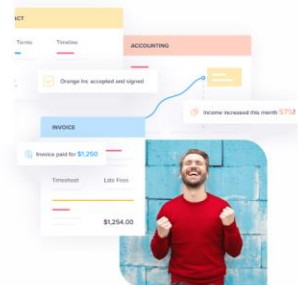 ACT
Terms Timeline
ACCOUNTING
Orange Inc accepted and signed
Income increased this month
INVOICE
Invoice paid for $1,250
Timesheet Late Fees
$1,254.00